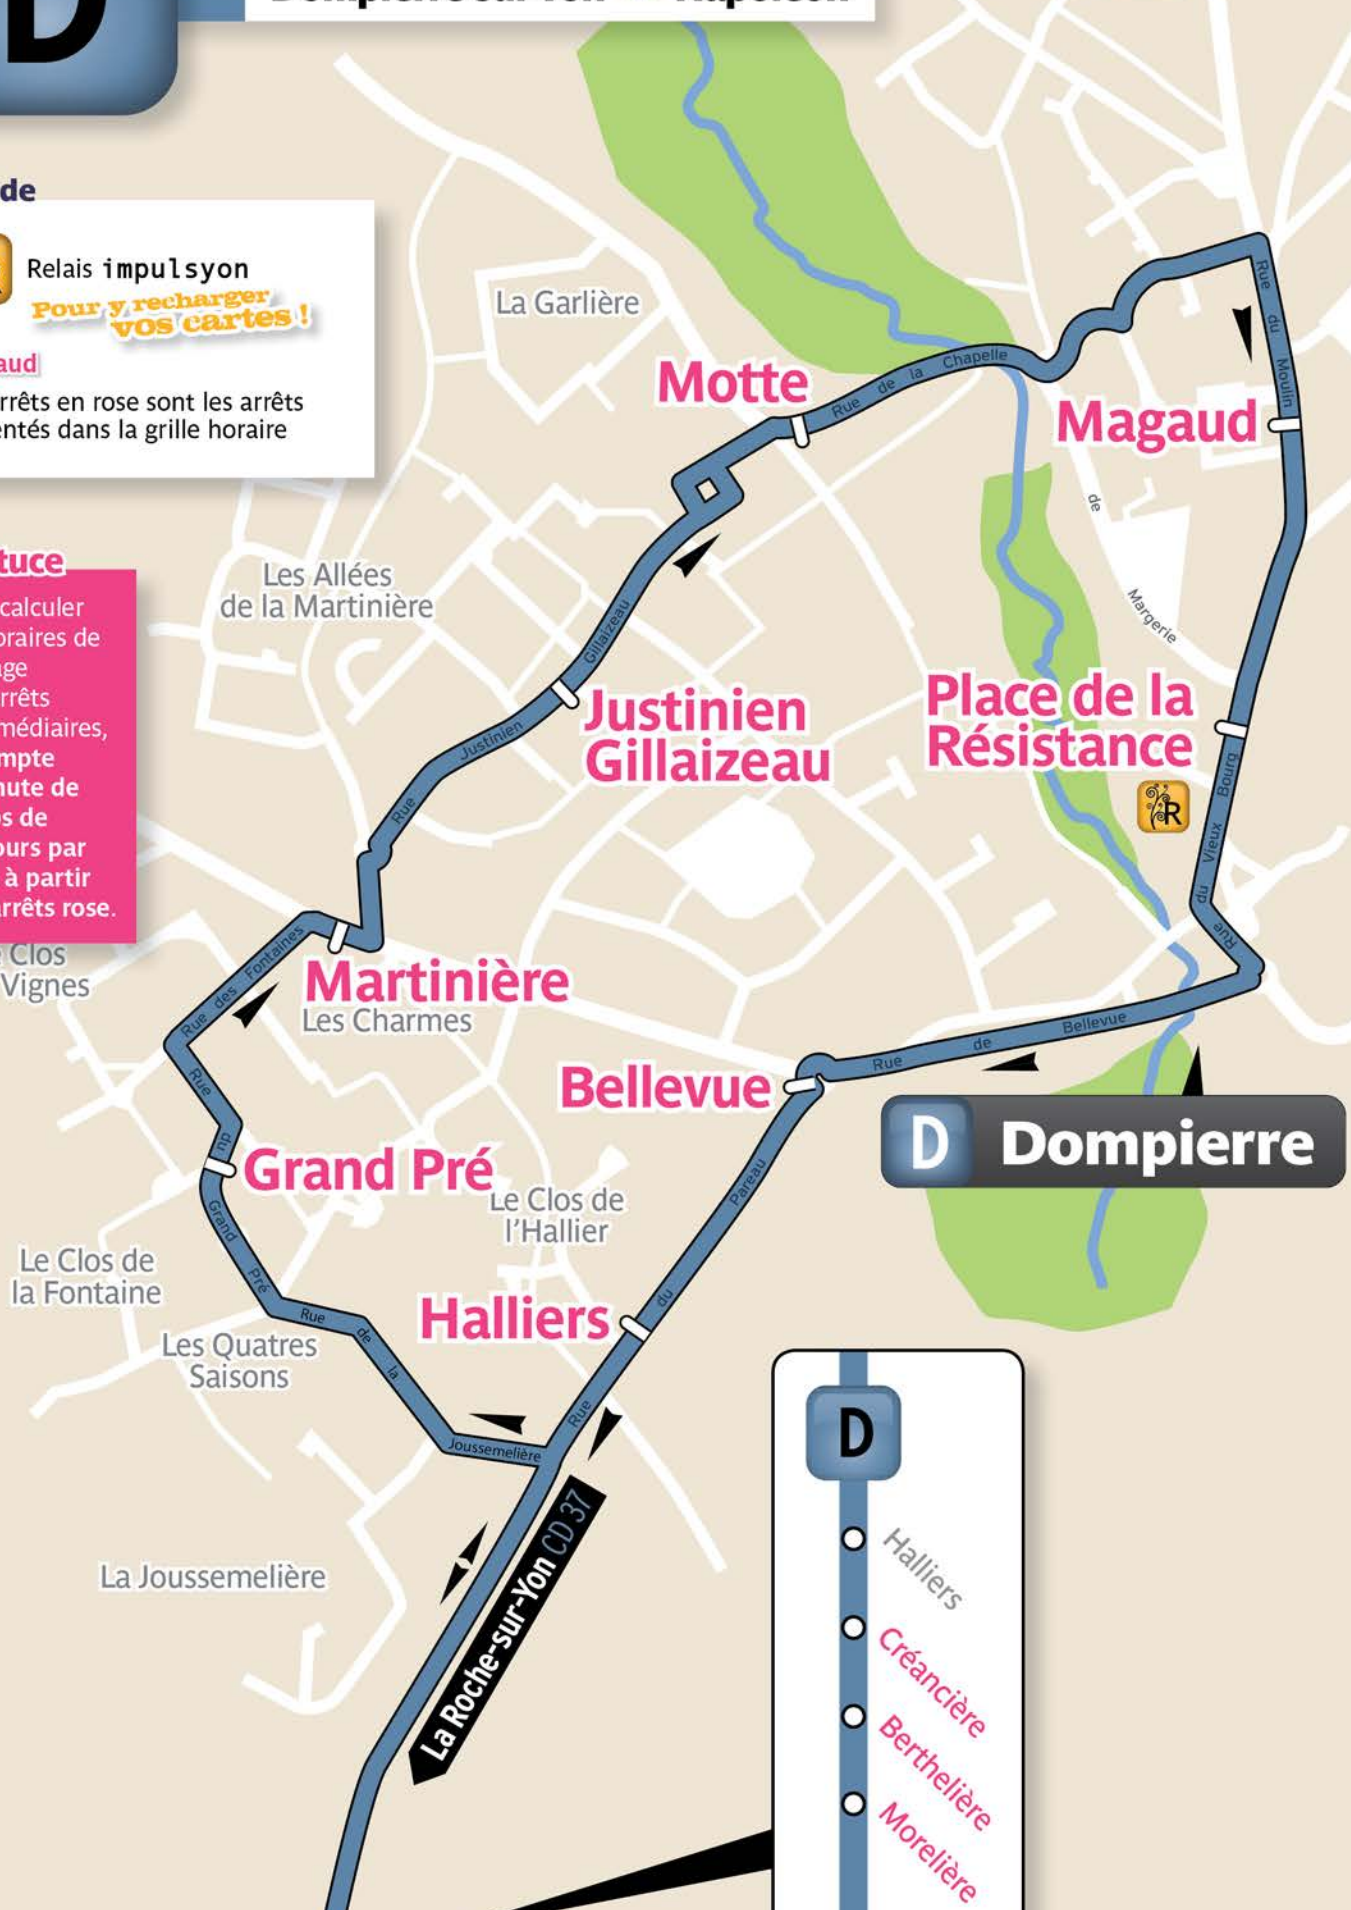 D
de
Relais impulsyon
Pour y recharger
vos cartes !
aud
rrêts en rose sont les arrêts
entés dans la grille horaire
tuce
calculer
oraires de
age
rrêts
médiaires,
mpte
nute de
s de
ours par
à partir
arrêts rose.
Clos
Vignes
La Garlière
Motte
Rue de la Chapelle
Magaud
Rue du Moulin
de Margerie
Les Allées
de la Martinière
Rue Justinien Gillaizeau
Justinien
Gillaizeau
Place de la
Résistance
R
Rue du Vieux Bourg
Rue des Fontaines
Martinière
Les Charmes
Rue de Bellevue
Bellevue
D Dompierre
Rue du Grand Pré
Grand Pré
Le Clos de
l'Hallier
Rue du Pareau
Le Clos de
la Fontaine
Halliers
Les Quatres
Saisons
Rue de la Joussemelière
La Roche-sur-Yon CD 37
La Joussemelière
D
Halliers
Créancière
Berthelière
Morelière